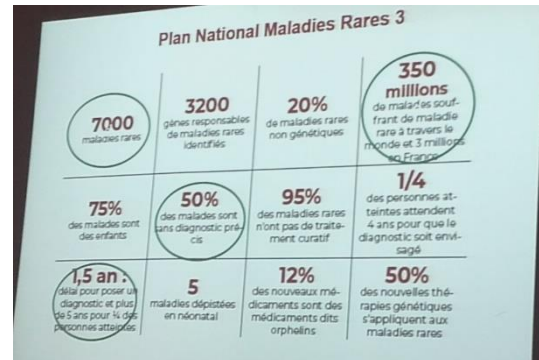 Plan National Maladies Rares 3
7000
maladies rares
3200
gènes responsables
de maladies rares
identifiés
20%
de maladies rares
non génétiques
350
millions
de malades souf-
frant de maladie
rare à travers le
monde et 3 millions
en France
75%
des malades sont
des enfants
50%
des malades sont
sans diagnostic pré-
cis
95%
des maladies rares
n'ont pas de traite-
ment curatif
1/4
des personnes at-
teintes attendent
4 ans pour que le
diagnostic soit envi-
sagé
1,5 an :
délai pour poser un
diagnostic et plus
de 5 ans pour ¼ des
personnes atteintes
5
maladies dépistées
en néonatal
12%
des nouveaux mé-
dicaments sont des
médicaments dits
orphelins
50%
des nouvelles thé-
rapies génétiques
s'appliquent aux
maladies rares